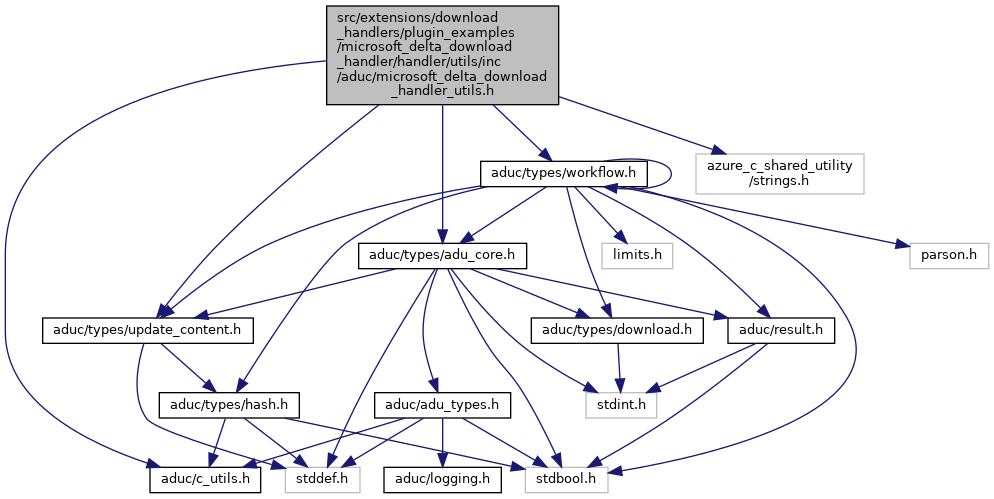 src/extensions/download
_handlers/plugin_examples
/microsoft_delta_download
_handler/handler/utils/inc
/aduc/microsoft_delta_download
_handler_utils.h
aduc/types/workflow.h
azure_c_shared_utility
/strings.h
aduc/types/adu_core.h
limits.h
parson.h
aduc/types/update_content.h
aduc/types/download.h
aduc/result.h
aduc/types/hash.h
aduc/adu_types.h
stdint.h
aduc/c_utils.h
stddef.h
aduc/logging.h
stdbool.h